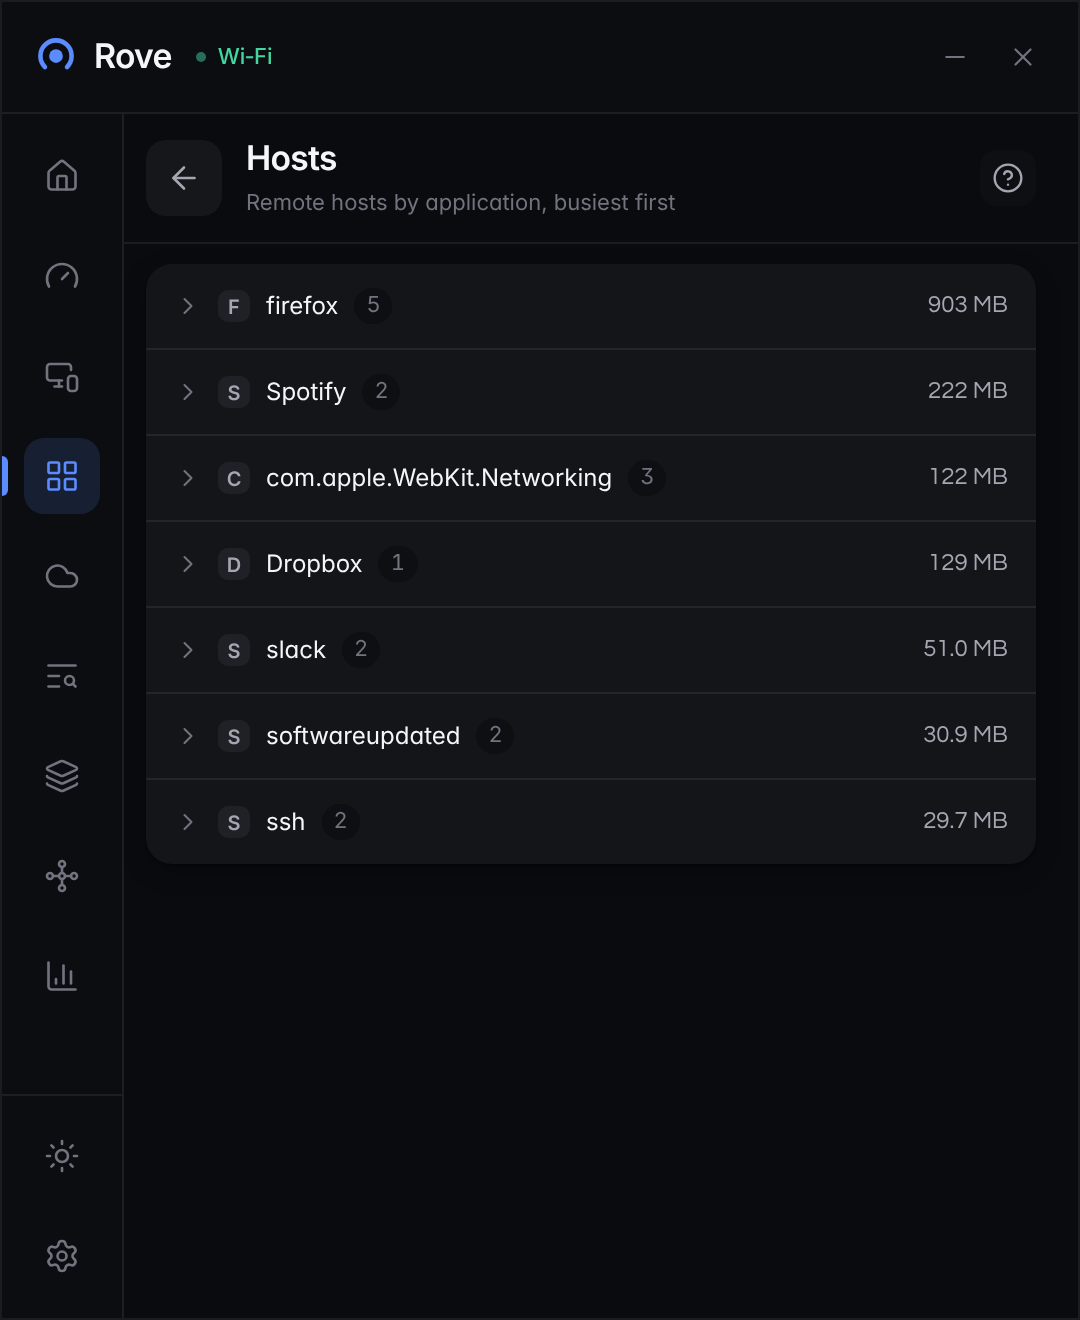 Rove Wi-Fi
Hosts
Remote hosts by application, busiest first
F firefox 5 903 MB
S Spotify 2 222 MB
C com.apple.WebKit.Networking 3 122 MB
D Dropbox 1 129 MB
S slack 2 51.0 MB
S softwareupdated 2 30.9 MB
S ssh 2 29.7 MB